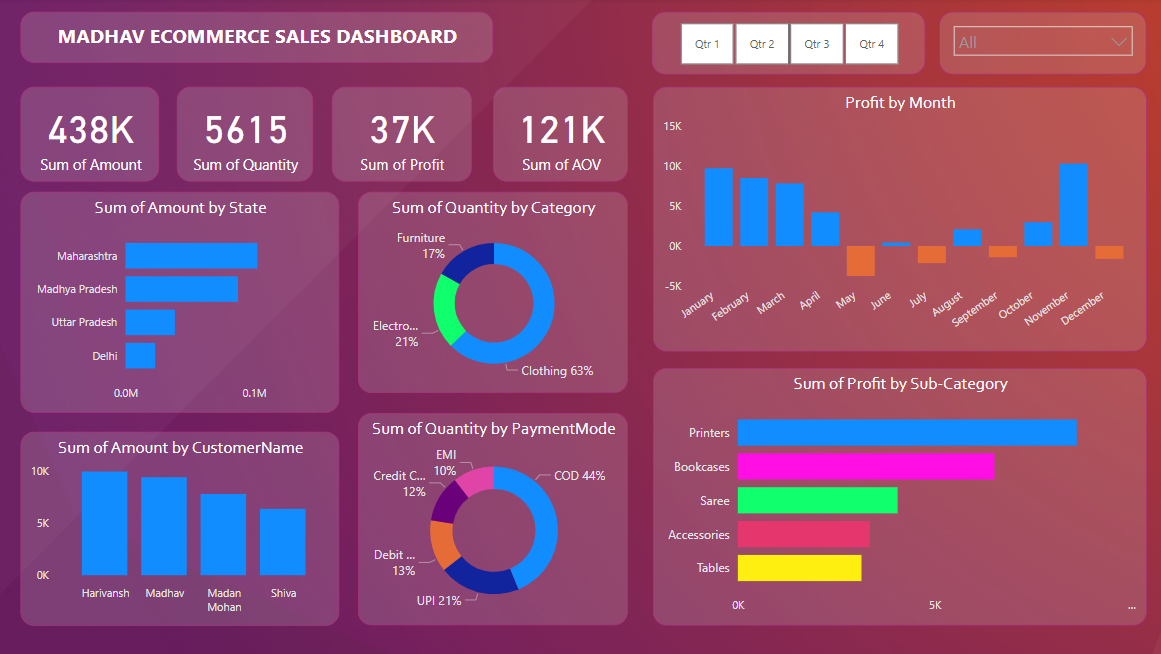 MADHAV ECOMMERCE SALES DASHBOARD
Qtr 1
Qtr 2
Qtr 3
Qtr 4
All
438K
Sum of Amount
5615
Sum of Quantity
37K
Sum of Profit
121K
Sum of AOV
Profit by Month
15K
10K
5K
0K
-5K
January
February
March
April
May
June
July
August
September
October
November
December
Sum of Amount by State
Maharashtra
Madhya Pradesh
Uttar Pradesh
Delhi
0.0M
0.1M
Sum of Quantity by Category
Furniture
17%
Electro...
21%
Clothing 63%
Sum of Profit by Sub-Category
Printers
Bookcases
Saree
Accessories
Tables
0K
5K
...
Sum of Amount by CustomerName
10K
5K
0K
Harivansh
Madhav
Madan
Mohan
Shiva
Sum of Quantity by PaymentMode
EMI
10%
Credit C...
12%
Debit ...
13%
UPI 21%
COD 44%